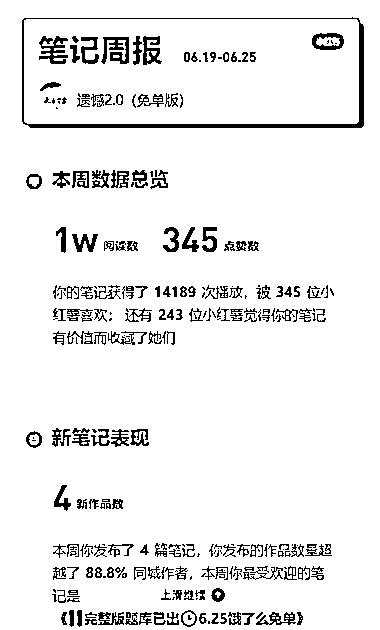 笔记周报 06.19-06.25
遗憾2.0（免单版）
本周数据总览
1w 阅读数 345 点赞数
你的笔记获得了 14189 次播放，被 345 位小
红薯喜欢； 还有 243 位小红薯觉得你的笔记
有价值而收藏了她们
新笔记表现
4 新作品数
本周你发布了 4 篇笔记，你发布的作品数量超
越了 88.8% 同城作者，本周你最受欢迎的笔
记是 上滑继续
《‼️完整版题库已出🕒6.25饿了么免单》